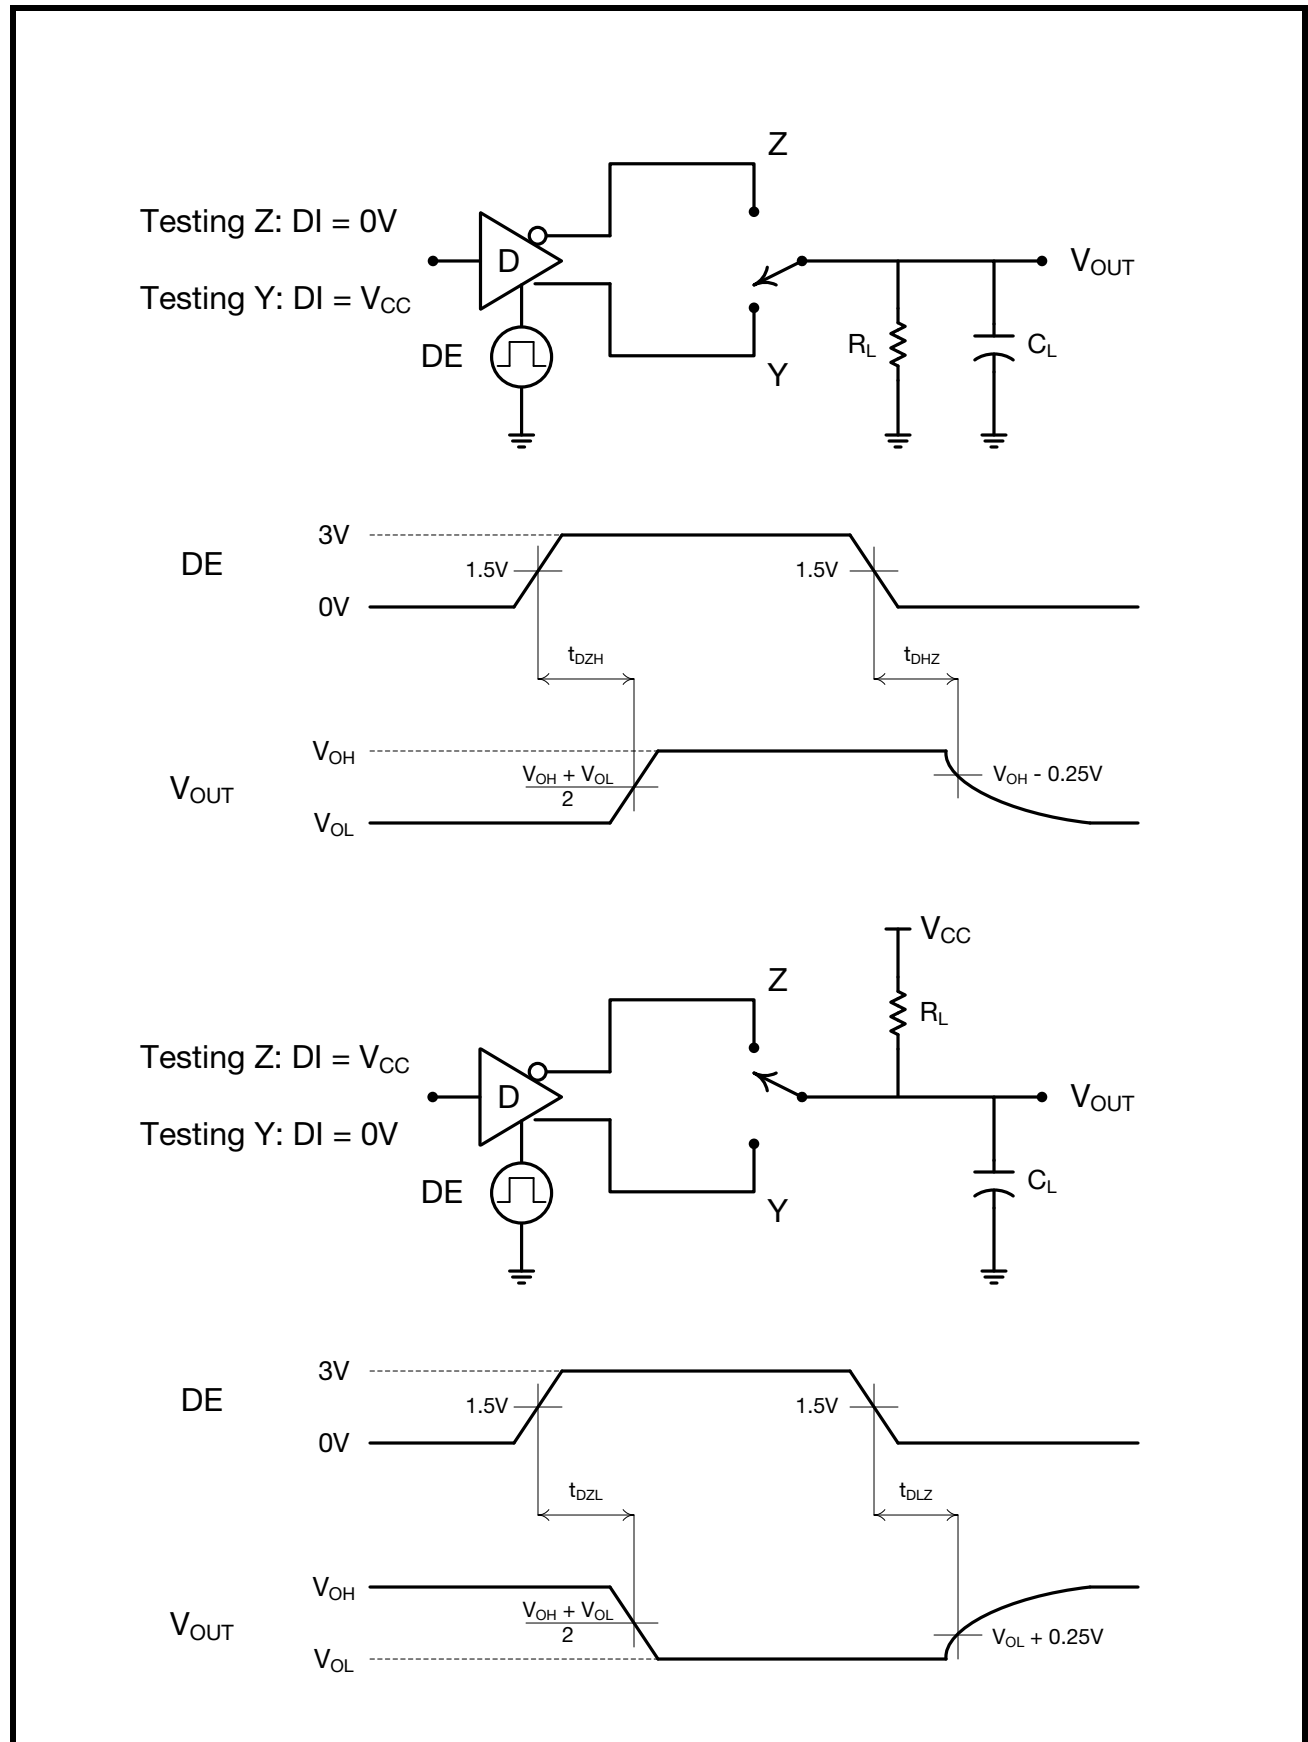 Z
Testing Z: DI = 0V
D
V_OUT
Testing Y: DI = V_CC
DE
R_L
C_L
Y
3V
DE
1.5V
1.5V
0V
t_DZH
t_DHZ
V_OH
V_OUT
V_OH + V_OL
2
V_OH - 0.25V
V_OL
V_CC
Z
R_L
Testing Z: DI = V_CC
D
V_OUT
Testing Y: DI = 0V
DE
C_L
Y
3V
DE
1.5V
1.5V
0V
t_DZL
t_DLZ
V_OH
V_OUT
V_OH + V_OL
2
V_OL + 0.25V
V_OL